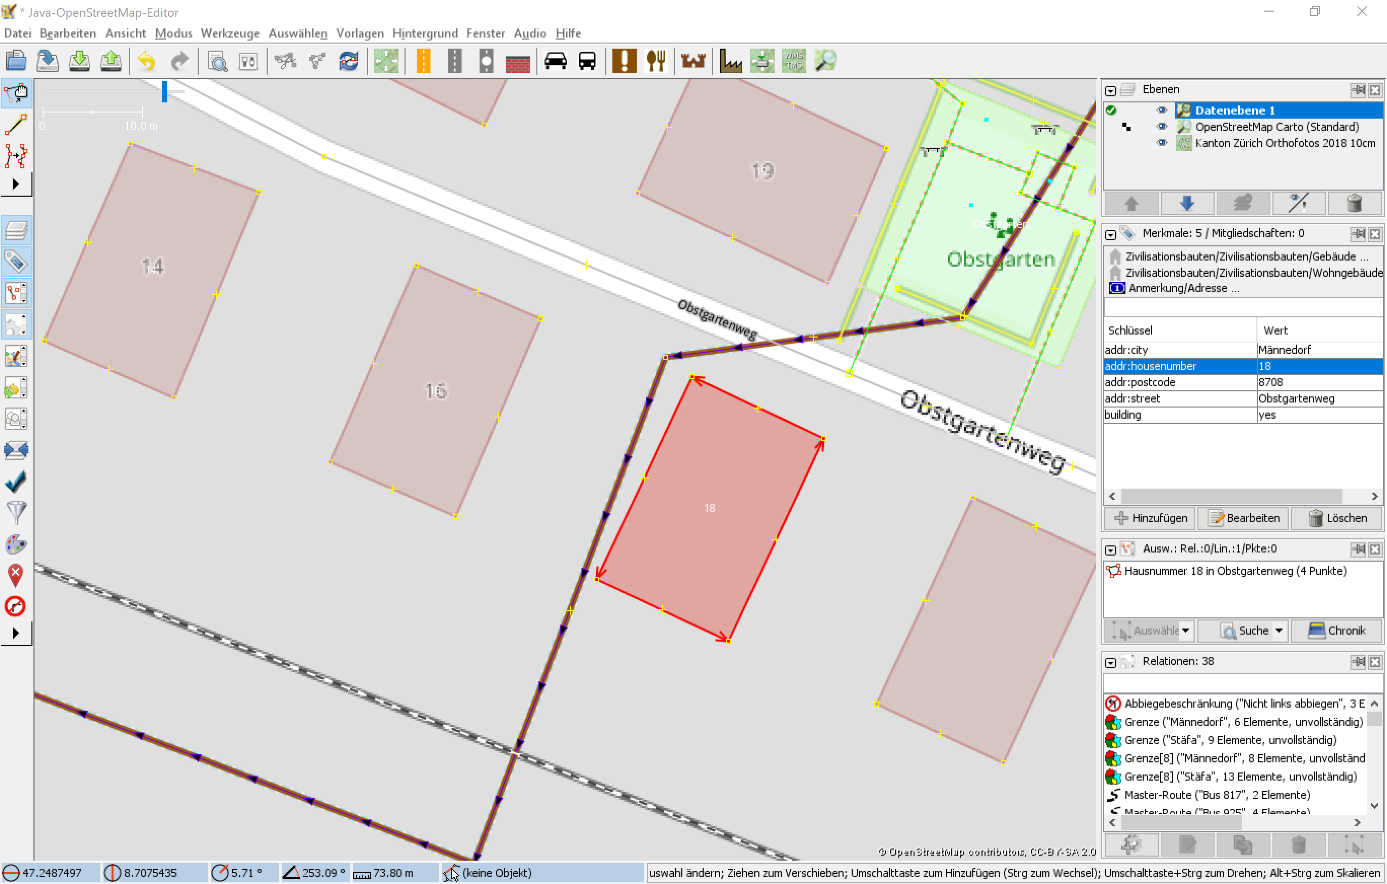 * Java-OpenStreetMap-Editor
Datei Bearbeiten Ansicht Modus Werkzeuge Auswählen Vorlagen Hintergrund Fenster Audio Hilfe
WMS
TMS
0 10.0 m
14
16
19
18
Obstgarten
Obstgartenweg
Obstgartenweg
© OpenStreetMap contributors, CC-BY-SA 2.0
Ebenen
Datenebene 1
OpenStreetMap Carto (Standard)
Kanton Zürich Orthofotos 2018 10cm
Merkmale: 5 / Mitgliedschaften: 0
Zivilisationsbauten/Zivilisationsbauten/Gebäude ...
Zivilisationsbauten/Zivilisationsbauten/Wohngebäude
Anmerkung/Adresse ...
Schlüssel Wert
addr:city Männedorf
addr:housenumber 18
addr:postcode 8708
addr:street Obstgartenweg
building yes
Hinzufügen Bearbeiten Löschen
Ausw.: Rel.:0/Lin.:1/Pkte:0
Hausnummer 18 in Obstgartenweg (4 Punkte)
Auswähle Suche Chronik
Relationen: 38
Abbiegebeschränkung ("Nicht links abbiegen", 3 E
Grenze ("Männedorf", 6 Elemente, unvollständig)
Grenze ("Stäfa", 9 Elemente, unvollständig)
Grenze[8] ("Männedorf", 8 Elemente, unvollständ
Grenze[8] ("Stäfa", 13 Elemente, unvollständig)
Master-Route ("Bus 817", 2 Elemente)
Master-Route ("Bus 925", 4 Elemente)
47.2487497 8.7075435 5.71 ° 253.09 ° 73.80 m (keine Objekt) uswahl ändern; Ziehen zum Verschieben; Umschalttaste zum Hinzufügen (Strg zum Wechsel); Umschalttaste+Strg zum Drehen; Alt+Strg zum Skalieren